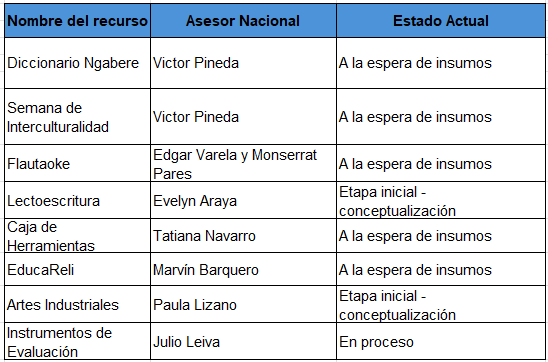 Nombre del recurso Asesor Nacional Estado Actual
Diccionario Ngabere Victor Pineda A la espera de insumos
Semana de
Interculturalidad Victor Pineda A la espera de insumos
Flautaoke Edgar Varela y Monserrat
Pares A la espera de insumos
Lectoescritura Evelyn Araya Etapa inicial -
conceptualización
Caja de
Herramientas Tatiana Navarro A la espera de insumos
EducaReli Marvín Barquero A la espera de insumos
Artes Industriales Paula Lizano Etapa inicial -
conceptualización
Instrumentos de
Evaluación Julio Leiva En proceso